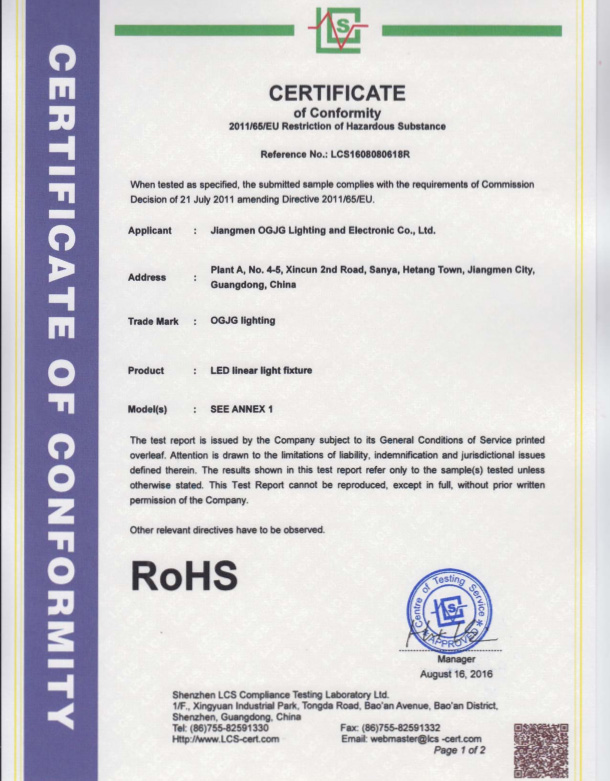 LCS
CERTIFICATE OF CONFORMITY
CERTIFICATE
of Conformity
2011/65/EU Restriction of Hazardous Substance
Reference No.: LCS1608080618R
When tested as specified, the submitted sample complies with the requirements of Commission
Decision of 21 July 2011 amending Directive 2011/65/EU.
Applicant : Jiangmen OGJG Lighting and Electronic Co., Ltd.
Address : Plant A, No. 4-5, Xincun 2nd Road, Sanya, Hetang Town, Jiangmen City,
Guangdong, China
Trade Mark : OGJG lighting
Product : LED linear light fixture
Model(s) : SEE ANNEX 1
The test report is issued by the Company subject to its General Conditions of Service printed
overleaf. Attention is drawn to the limitations of liability, indemnification and jurisdictional issues
defined therein. The results shown in this test report refer only to the sample(s) tested unless
otherwise stated. This Test Report cannot be reproduced, except in full, without prior written
permission of the Company.
Other relevant directives have to be observed.
RoHS
Centre of Testing Service
LCS
APPROVED
Manager
August 16, 2016
Shenzhen LCS Compliance Testing Laboratory Ltd.
1/F., Xingyuan Industrial Park, Tongda Road, Bao'an Avenue, Bao'an District,
Shenzhen, Guangdong, China
Tel: (86)755-82591330 Fax: (86)755-82591332
Http://www.LCS-cert.com Email: webmaster@lcs -cert.com
Page 1 of 2